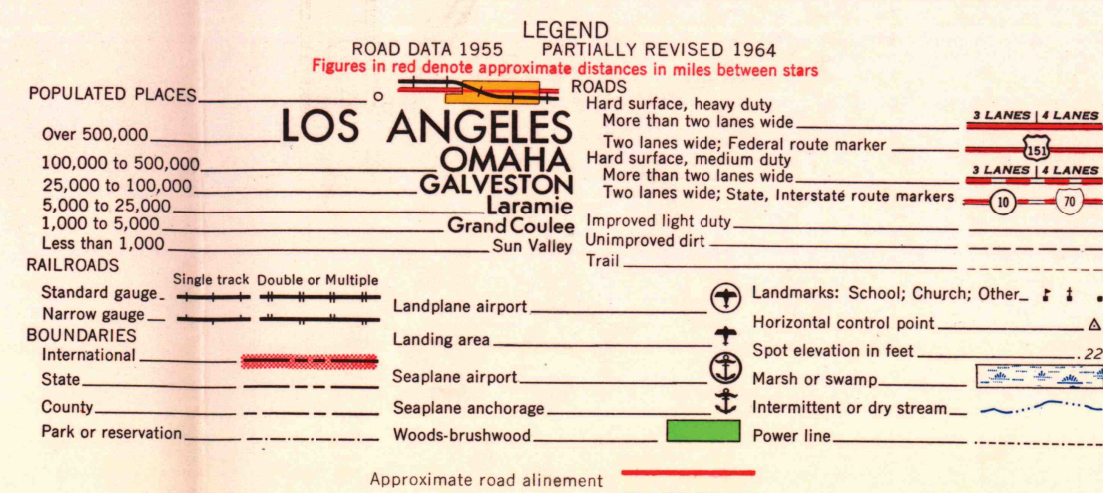 LEGEND
ROAD DATA 1955 PARTIALLY REVISED 1964
Figures in red denote approximate distances in miles between stars
POPULATED PLACES
Over 500,000 LOS ANGELES
100,000 to 500,000 OMAHA
25,000 to 100,000 GALVESTON
5,000 to 25,000 Laramie
1,000 to 5,000 Grand Coulee
Less than 1,000 Sun Valley
ROADS
Hard surface, heavy duty
More than two lanes wide 3 LANES | 4 LANES
Two lanes wide; Federal route marker 151
Hard surface, medium duty
More than two lanes wide 3 LANES | 4 LANES
Two lanes wide; State, Interstate route markers 10 70
Improved light duty
Unimproved dirt
Trail
RAILROADS
Single track Double or Multiple
Standard gauge
Narrow gauge
BOUNDARIES
International
State
County
Park or reservation
Landplane airport
Landing area
Seaplane airport
Seaplane anchorage
Woods-brushwood
Landmarks: School; Church; Other
Horizontal control point
Spot elevation in feet .22
Marsh or swamp
Intermittent or dry stream
Power line
Approximate road alinement